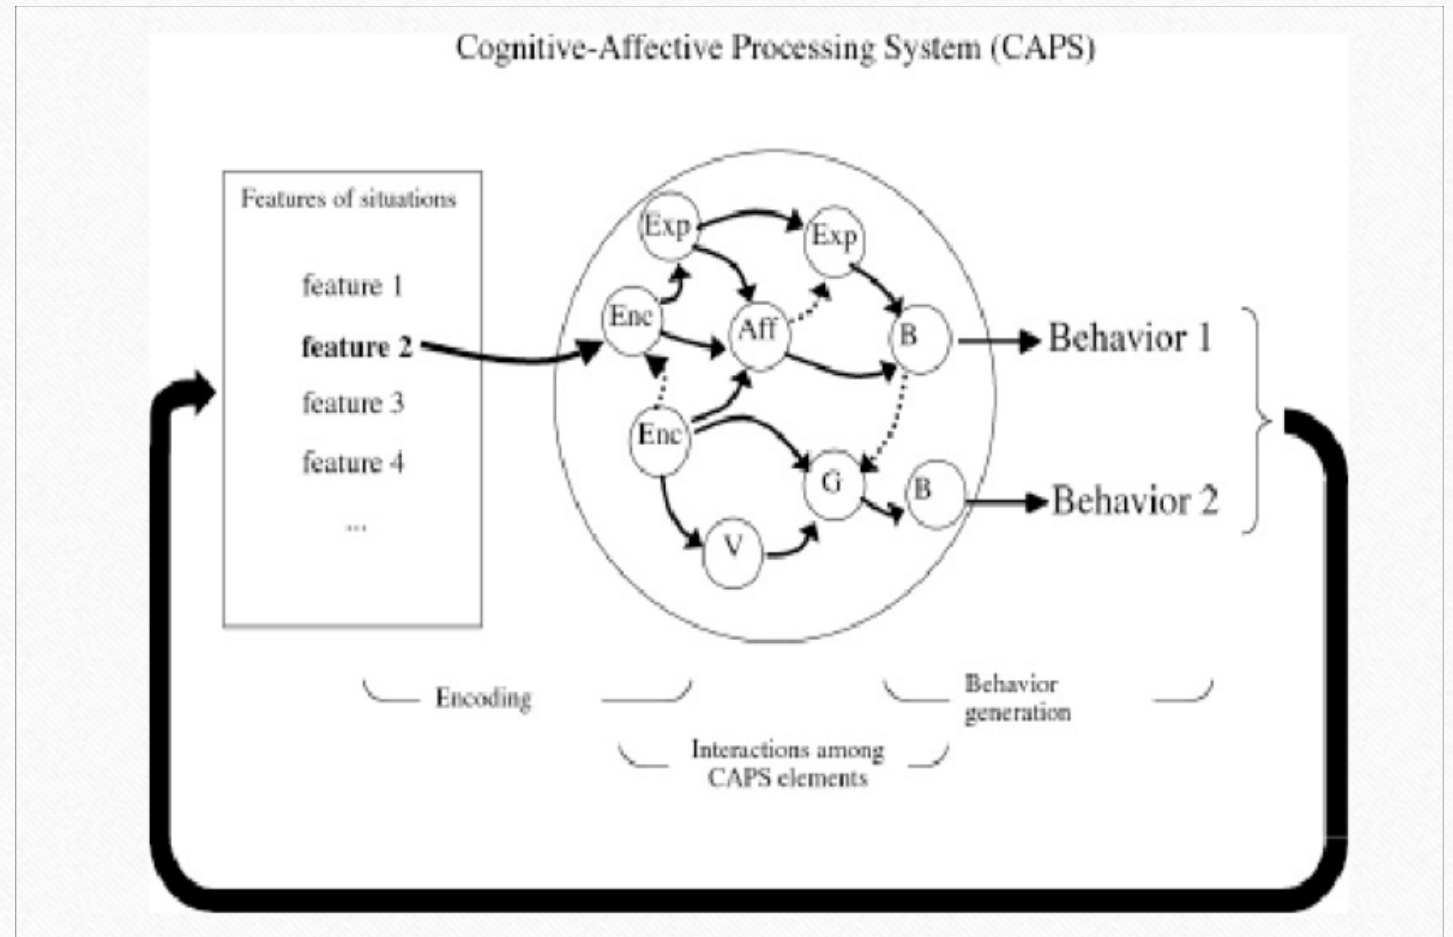 Cognitive-Affective Processing System (CAPS)
Features of situations
feature 1
feature 2
feature 3
feature 4
...
Exp
Exp
Enc
Aff
B
Enc
G
B
V
Behavior 1
Behavior 2
Encoding
Behavior
generation
Interactions among
CAPS elements